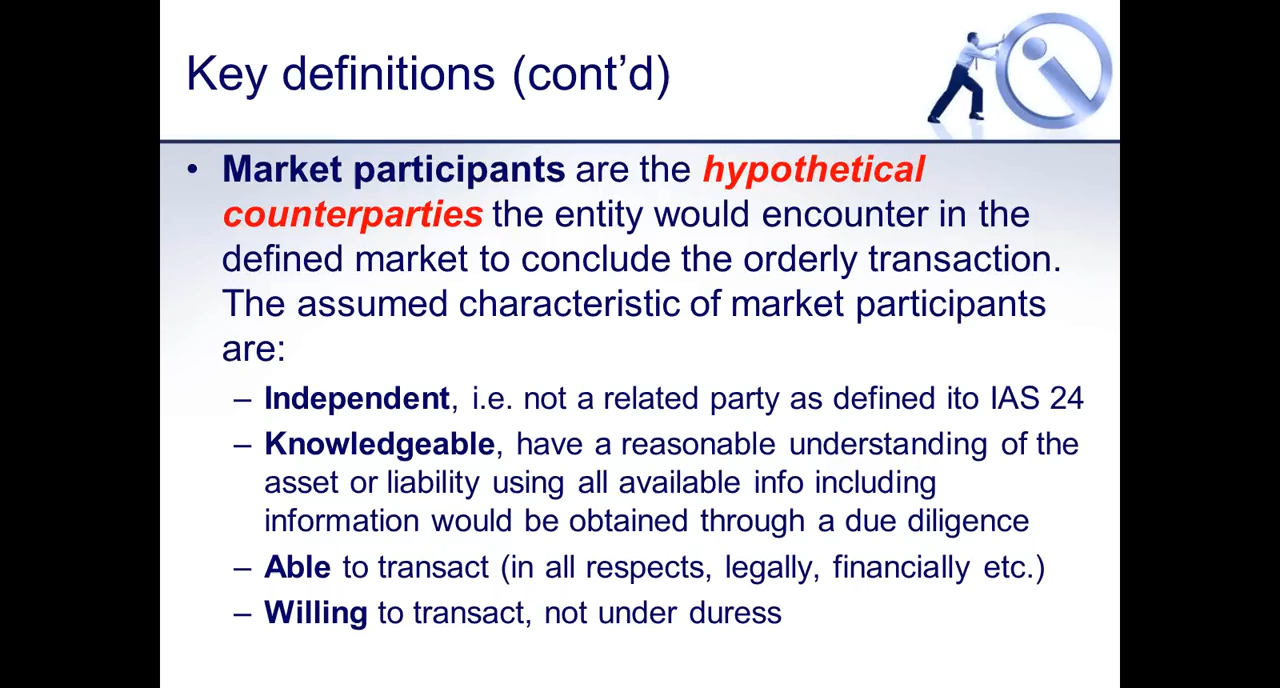 Key definitions (cont’d)
• Market participants are the hypothetical
counterparties the entity would encounter in the
defined market to conclude the orderly transaction.
The assumed characteristic of market participants
are:
– Independent, i.e. not a related party as defined ito IAS 24
– Knowledgeable, have a reasonable understanding of the
asset or liability using all available info including
information would be obtained through a due diligence
– Able to transact (in all respects, legally, financially etc.)
– Willing to transact, not under duress